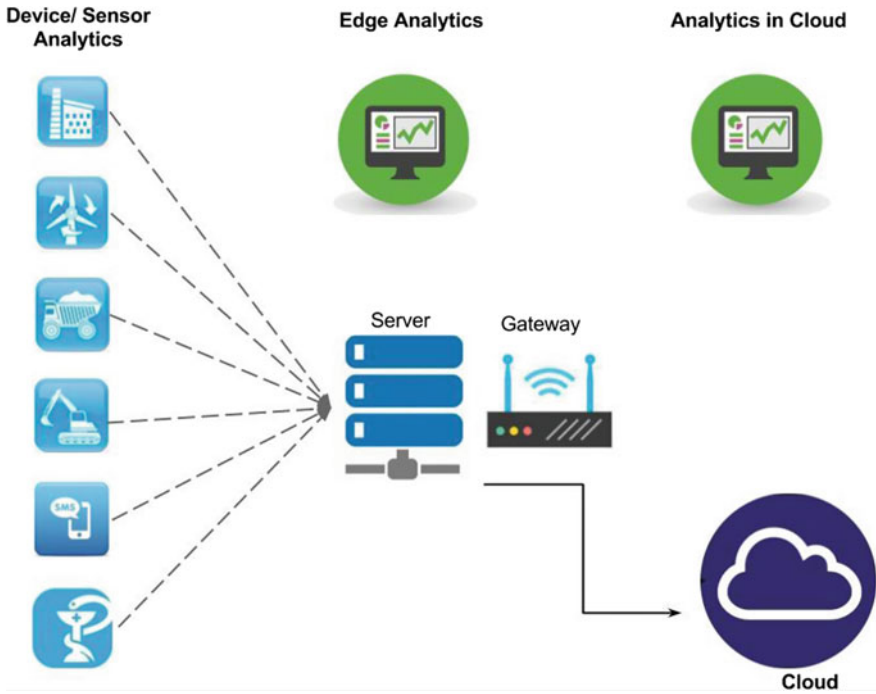 Device/ Sensor
Analytics
Edge Analytics
Analytics in Cloud
Server
Gateway
SMS
Cloud